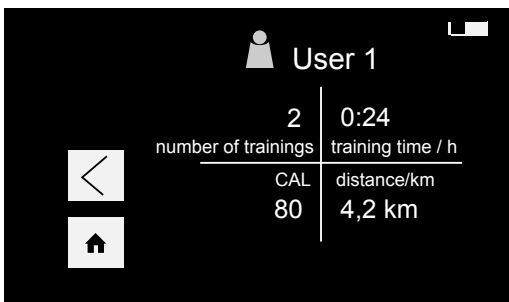 User 1
2 0:24
number of trainings training time / h
CAL distance/km
80 4,2 km